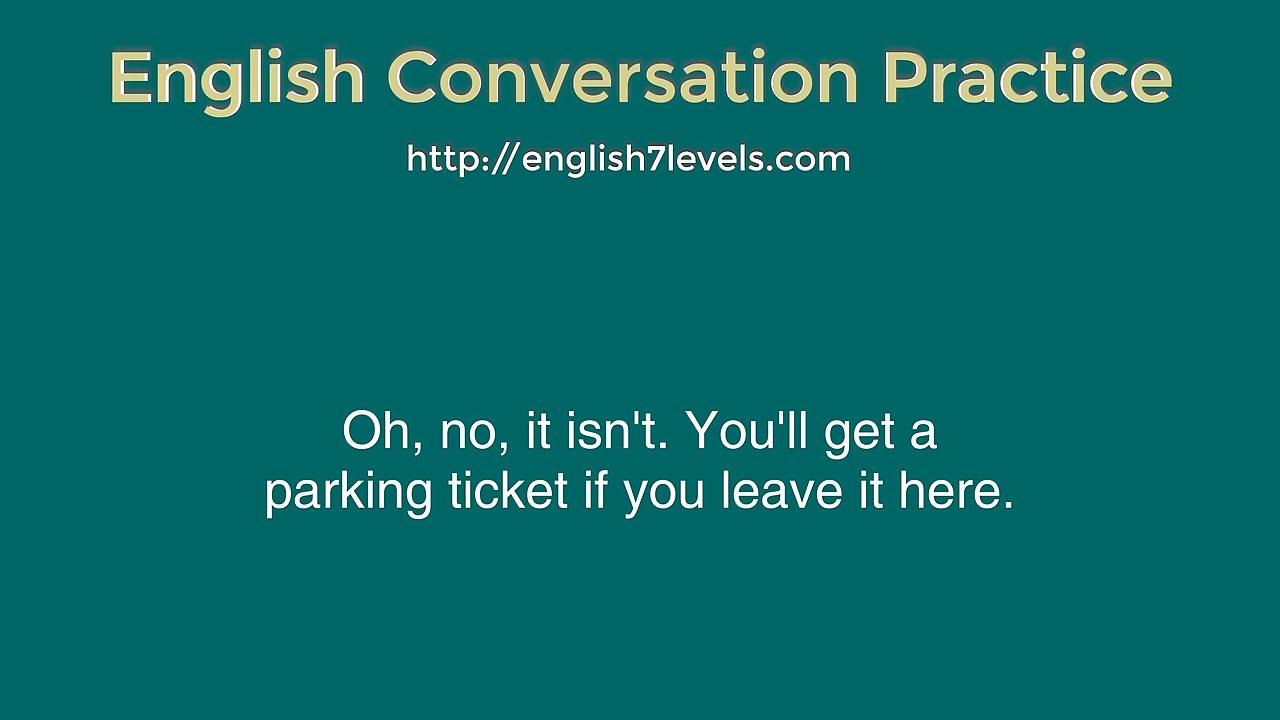 English Conversation Practice
http://english7levels.com
Oh, no, it isn't. You'll get a
parking ticket if you leave it here.